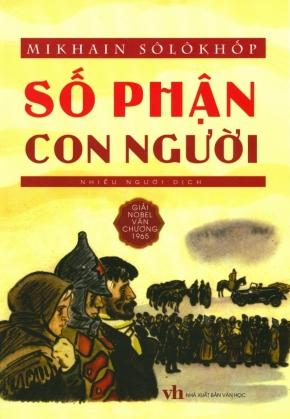 MIKHAIN SÔLÔKHỐP
SỐ PHẬN
CON NGƯỜI
NHIỀU NGƯỜI DỊCH
GIẢI
NOBEL
VĂN
CHƯƠNG
1965
vh NHÀ XUẤT BẢN VĂN HỌC